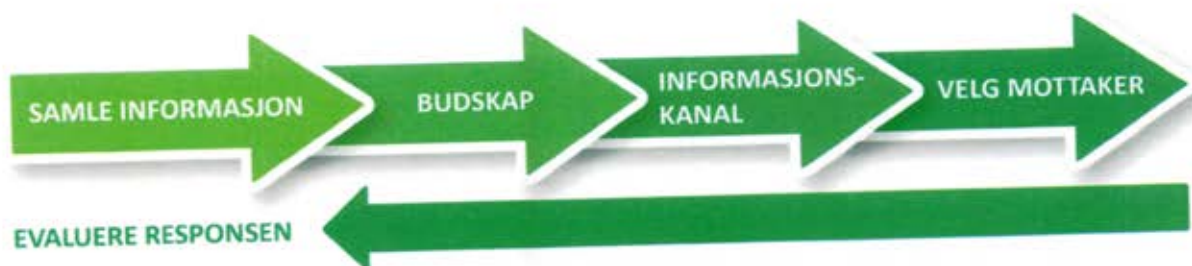 SAMLE INFORMASJON
BUDSKAP
INFORMASJONS-
KANAL
VELG MOTTAKER
EVALUERE RESPONSEN